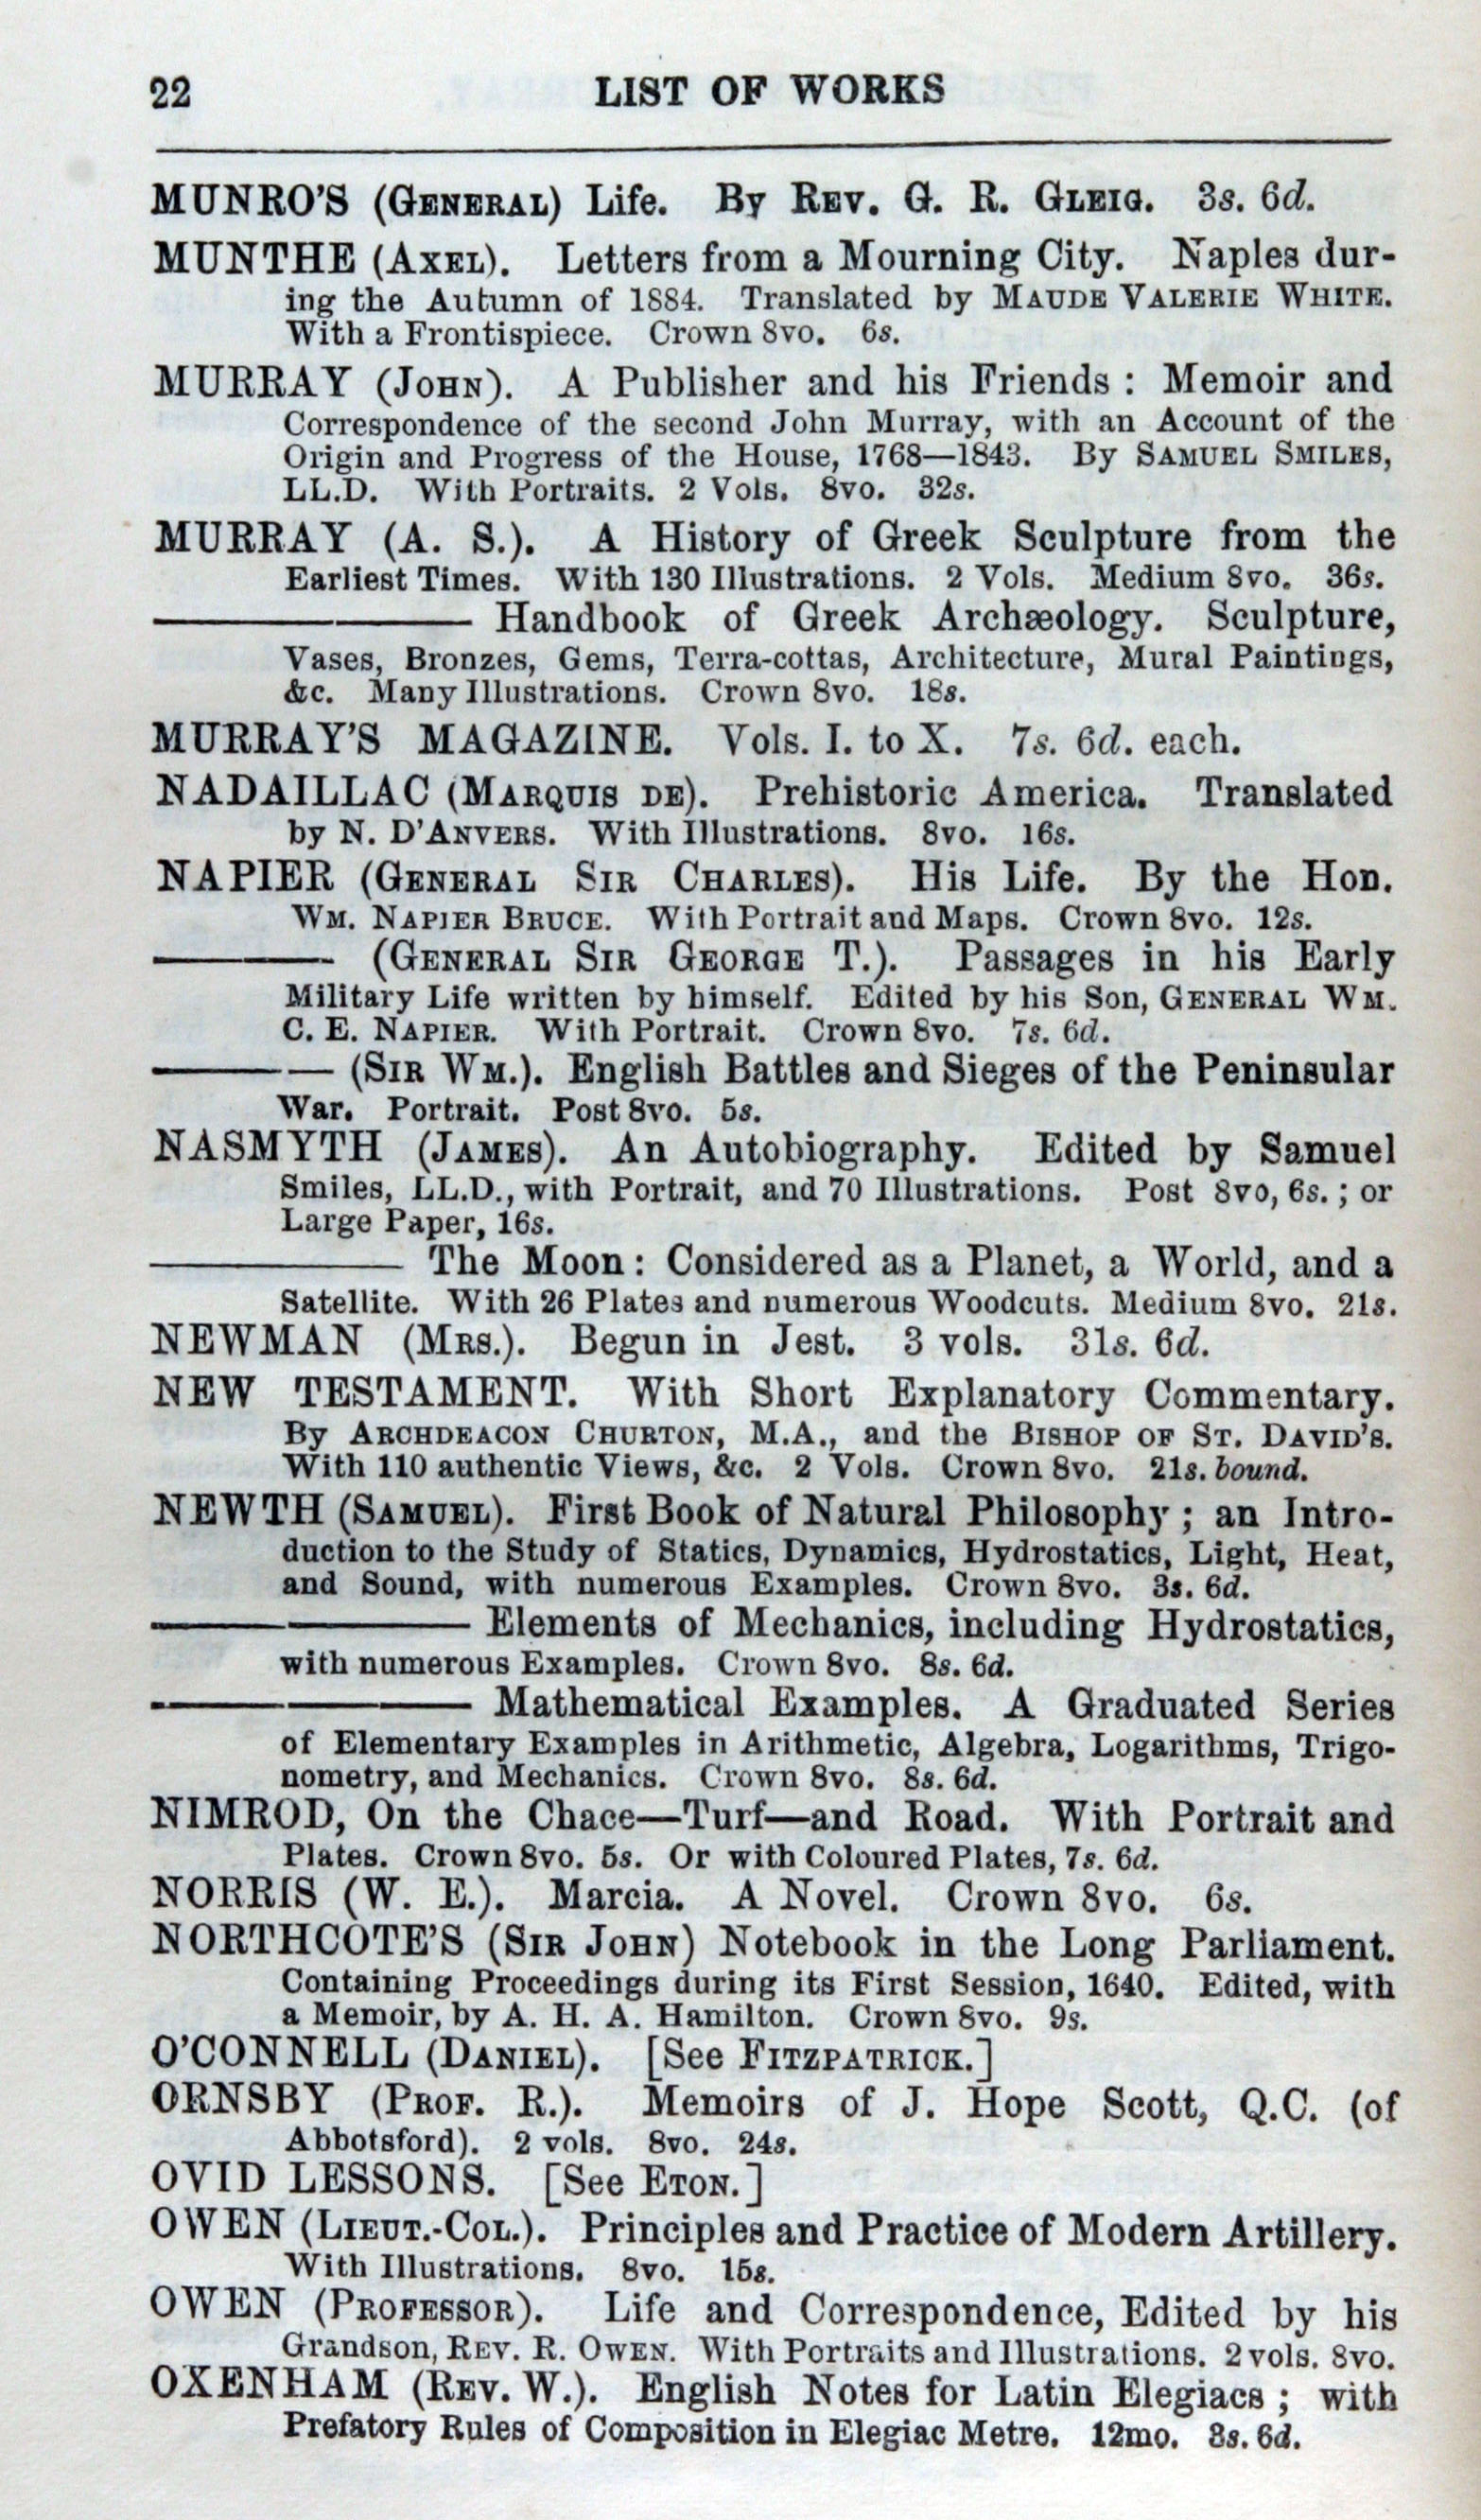 22 LIST OF WORKS
MUNRO'S (GENERAL) Life. By REV. G. R. GLEIG. 3s. 6d.
MUNTHE (AXEL). Letters from a Mourning City. Naples dur-
ing the Autumn of 1884. Translated by MAUDE VALERIE WHITE.
With a Frontispiece. Crown 8vo. 6s.
MURRAY (JOHN). A Publisher and his Friends : Memoir and
Correspondence of the second John Murray, with an Account of the
Origin and Progress of the House, 1768—1843. By SAMUEL SMILES,
LL.D. With Portraits. 2 Vols. 8vo. 32s.
MURRAY (A. S.). A History of Greek Sculpture from the
Earliest Times. With 130 Illustrations. 2 Vols. Medium 8vo. 36s.
——— Handbook of Greek Archæology. Sculpture,
Vases, Bronzes, Gems, Terra-cottas, Architecture, Mural Paintings,
&c. Many Illustrations. Crown 8vo. 18s.
MURRAY'S MAGAZINE. Vols. I. to X. 7s. 6d. each.
NADAILLAC (MARQUIS DE). Prehistoric America. Translated
by N. D'ANVERS. With Illustrations. 8vo. 16s.
NAPIER (GENERAL SIR CHARLES). His Life. By the Hon.
WM. NAPIER BRUCE. With Portrait and Maps. Crown 8vo. 12s.
——— (GENERAL SIR GEORGE T.). Passages in his Early
Military Life written by himself. Edited by his Son, GENERAL WM.
C. E. NAPIER. With Portrait. Crown 8vo. 7s. 6d.
——— (SIR WM.). English Battles and Sieges of the Peninsular
War. Portrait. Post 8vo. 5s.
NASMYTH (JAMES). An Autobiography. Edited by Samuel
Smiles, LL.D., with Portrait, and 70 Illustrations. Post 8vo, 6s. ; or
Large Paper, 16s.
——— The Moon : Considered as a Planet, a World, and a
Satellite. With 26 Plates and numerous Woodcuts. Medium 8vo. 21s.
NEWMAN (MRS.). Begun in Jest. 3 vols. 31s. 6d.
NEW TESTAMENT. With Short Explanatory Commentary.
By ARCHDEACON CHURTON, M.A., and the BISHOP OF ST. DAVID'S.
With 110 authentic Views, &c. 2 Vols. Crown 8vo. 21s. bound.
NEWTH (SAMUEL). First Book of Natural Philosophy ; an Intro-
duction to the Study of Statics, Dynamics, Hydrostatics, Light, Heat,
and Sound, with numerous Examples. Crown 8vo. 3s. 6d.
——— Elements of Mechanics, including Hydrostatics,
with numerous Examples. Crown 8vo. 8s. 6d.
——— Mathematical Examples. A Graduated Series
of Elementary Examples in Arithmetic, Algebra, Logarithms, Trigo-
nometry, and Mechanics. Crown 8vo. 8s. 6d.
NIMROD, On the Chace—Turf—and Road. With Portrait and
Plates. Crown 8vo. 5s. Or with Coloured Plates, 7s. 6d.
NORRIS (W. E.). Marcia. A Novel. Crown 8vo. 6s.
NORTHCOTE'S (SIR JOHN) Notebook in the Long Parliament.
Containing Proceedings during its First Session, 1640. Edited, with
a Memoir, by A. H. A. Hamilton. Crown 8vo. 9s.
O'CONNELL (DANIEL). [See FITZPATRICK.]
ORNSBY (PROF. R.). Memoirs of J. Hope Scott, Q.C. (of
Abbotsford). 2 vols. 8vo. 24s.
OVID LESSONS. [See ETON.]
OWEN (LIEUT.-COL.). Principles and Practice of Modern Artillery.
With Illustrations. 8vo. 15s.
OWEN (PROFESSOR). Life and Correspondence, Edited by his
Grandson, REV. R. OWEN. With Portraits and Illustrations. 2 vols. 8vo.
OXENHAM (REV. W.). English Notes for Latin Elegiacs ; with
Prefatory Rules of Composition in Elegiac Metre. 12mo. 3s. 6d.